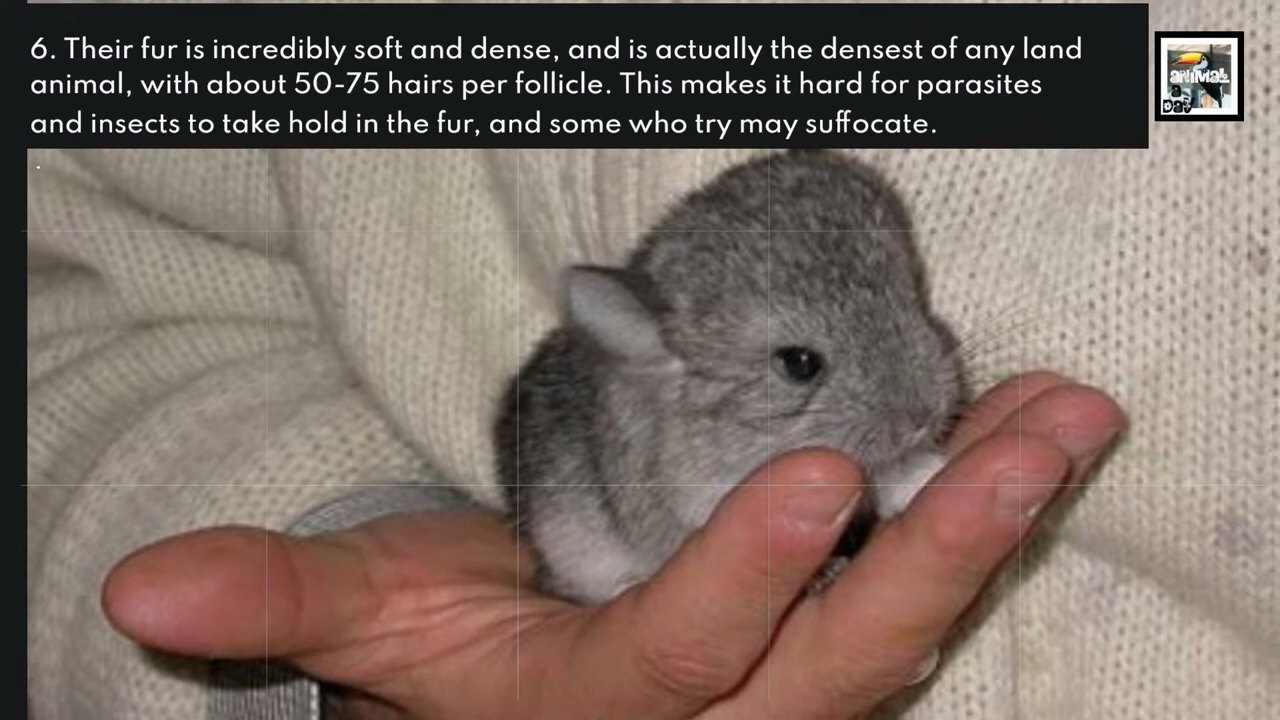 6. Their fur is incredibly soft and dense, and is actually the densest of any land
animal, with about 50-75 hairs per follicle. This makes it hard for parasites
and insects to take hold in the fur, and some who try may suffocate.
ANIMAL